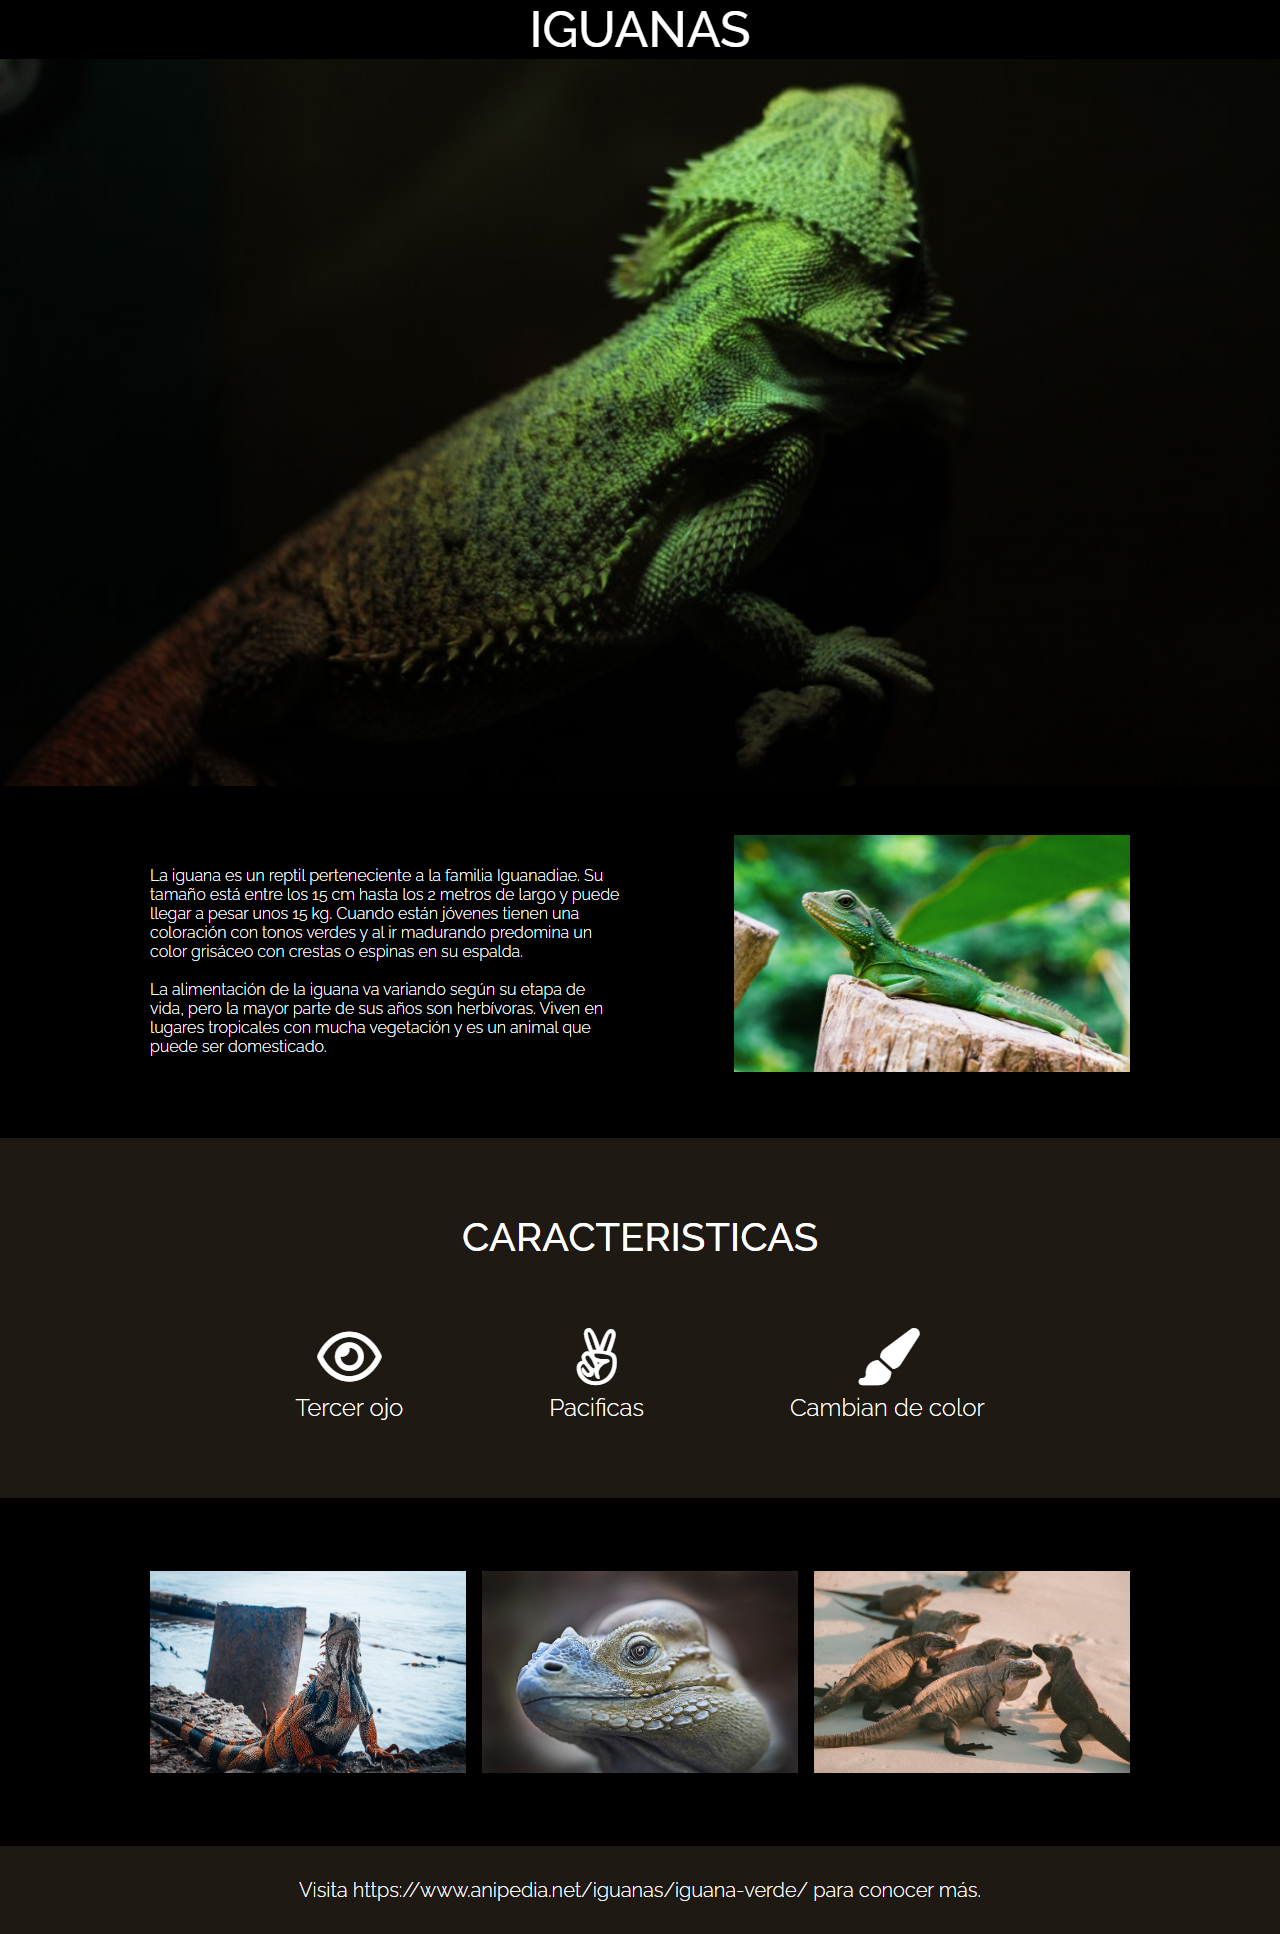 IGUANAS
La iguana es un reptil perteneciente a la familia Iguanadiae. Su
tamaño está entre los 15 cm hasta los 2 metros de largo y puede
llegar a pesar unos 15 kg. Cuando están jóvenes tienen una
coloración con tonos verdes y al ir madurando predomina un
color grisáceo con crestas o espinas en su espalda.
La alimentación de la iguana va variando según su etapa de
vida, pero la mayor parte de sus años son herbívoras. Viven en
lugares tropicales con mucha vegetación y es un animal que
puede ser domesticado.
CARACTERISTICAS
Tercer ojo
Pacificas
Cambian de color
Visita https://www.anipedia.net/iguanas/iguana-verde/ para conocer más.